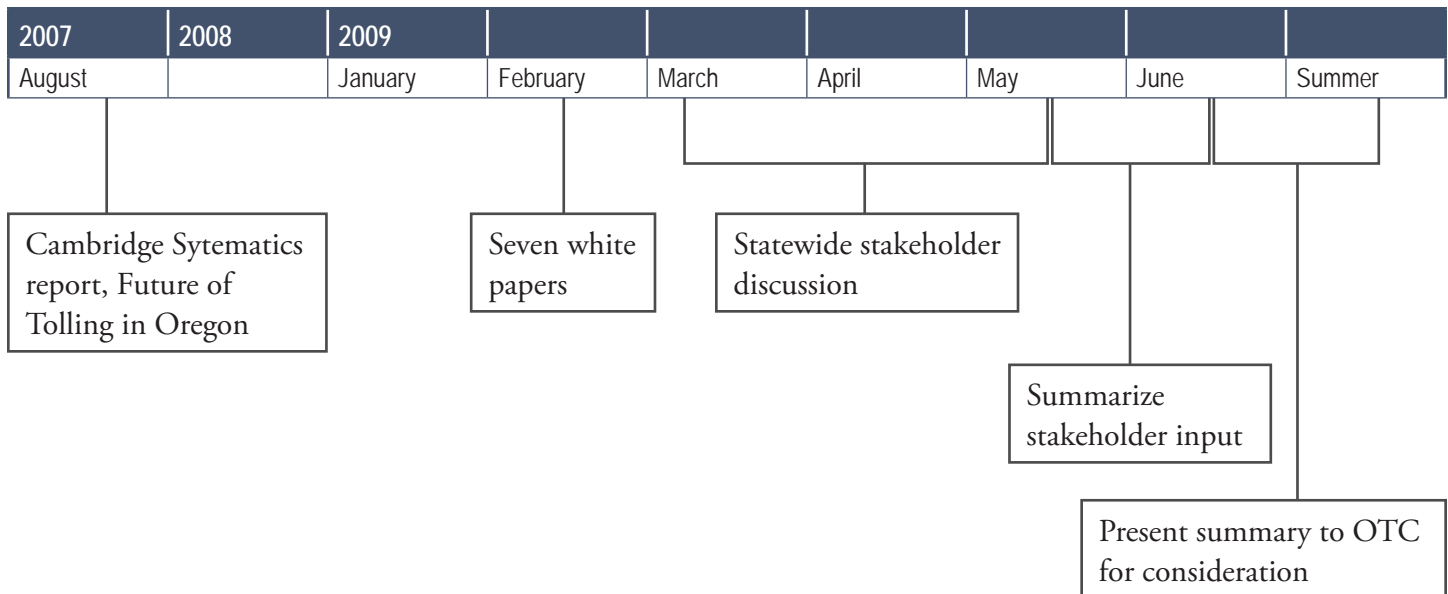 2007 2008 2009
August January February March April May June Summer
Cambridge Sytematics
report, Future of
Tolling in Oregon
Seven white
papers
Statewide stakeholder
discussion
Summarize
stakeholder input
Present summary to OTC
for consideration